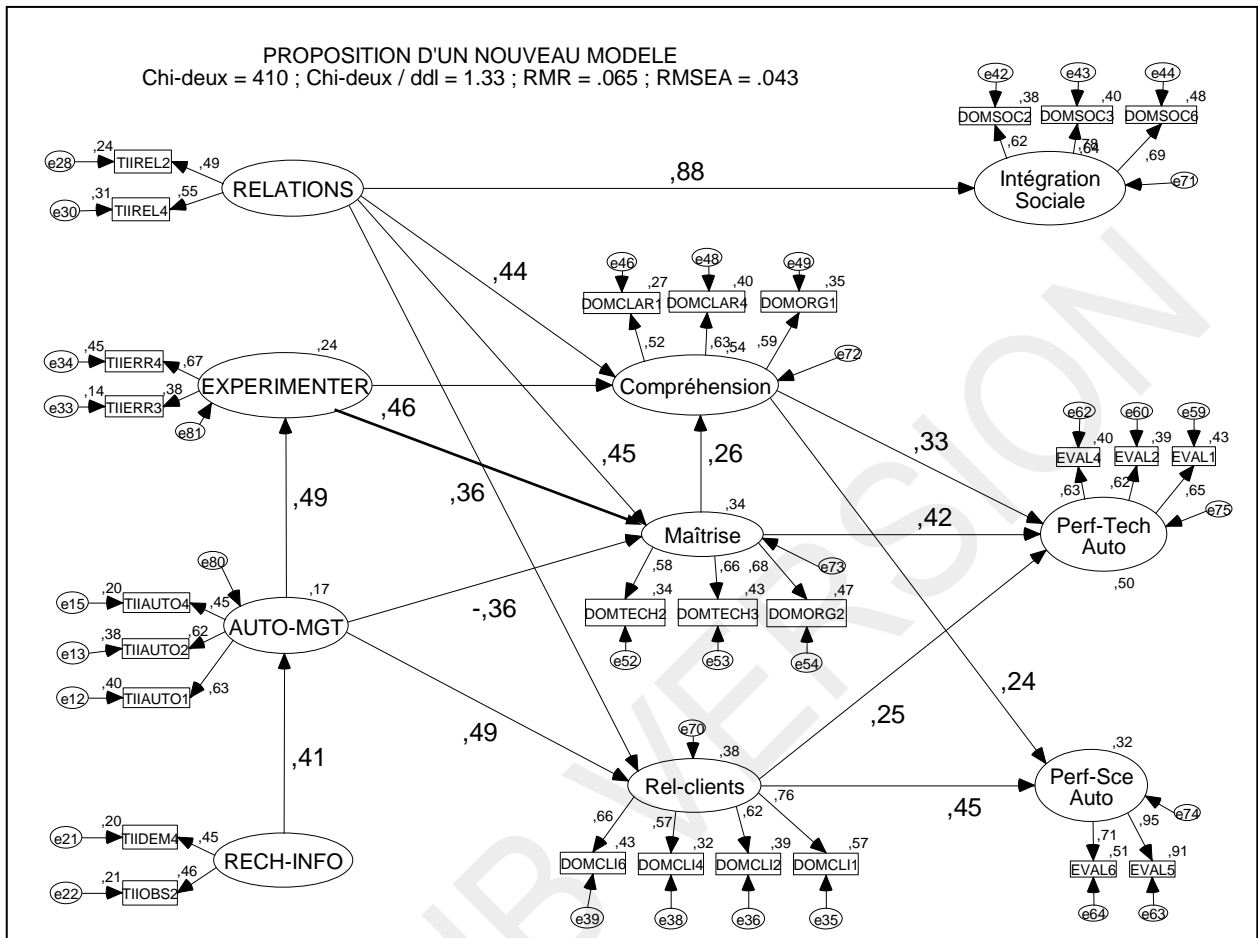 PROPOSITION D'UN NOUVEAU MODELE
Chi-deux = 410 ; Chi-deux / ddl = 1.33 ; RMR = .065 ; RMSEA = .043
e42
e43
e44
,38
,40
,48
DOMSOC2
DOMSOC3
DOMSOC6
,62
,64
,69
Intégration
Sociale
e71
e28
,24
TIIREL2
,49
e30
,31
TIIREL4
,55
RELATIONS
,88
,44
e46
e48
e49
,27
,40
,35
DOMCLAR1
DOMCLAR4
DOMORG1
,52
,63
,54
,59
e72
Compréhension
e34
,45
TIIERR4
,67
e33
,14
TIIERR3
,38
e81
,24
EXPERIMENTER
,46
,45
,36
,26
,33
e62
e60
e59
,40
,39
,43
EVAL4
EVAL2
EVAL1
,63
,62
,65
e75
Perf-Tech
Auto
,50
,49
,34
Maîtrise
,42
e73
,58
,66
,68
,34
,43
,47
DOMTECH2
DOMTECH3
DOMORG2
e52
e53
e54
e80
,17
e15
,20
TIIAUTO4
,45
e13
,38
TIIAUTO2
,62
e12
,40
TIIAUTO1
,63
AUTO-MGT
-,36
,49
,24
,25
,41
e70
,38
Rel-clients
,45
,66
,57
,62
,76
,43
,32
,39
,57
DOMCLI6
DOMCLI4
DOMCLI2
DOMCLI1
e39
e38
e36
e35
,32
Perf-Sce
Auto
e74
,71
,95
,51
,91
EVAL6
EVAL5
e64
e63
e21
,20
TIIDEM4
,45
e22
,21
TIIOBS2
,46
RECH-INFO
VERSION